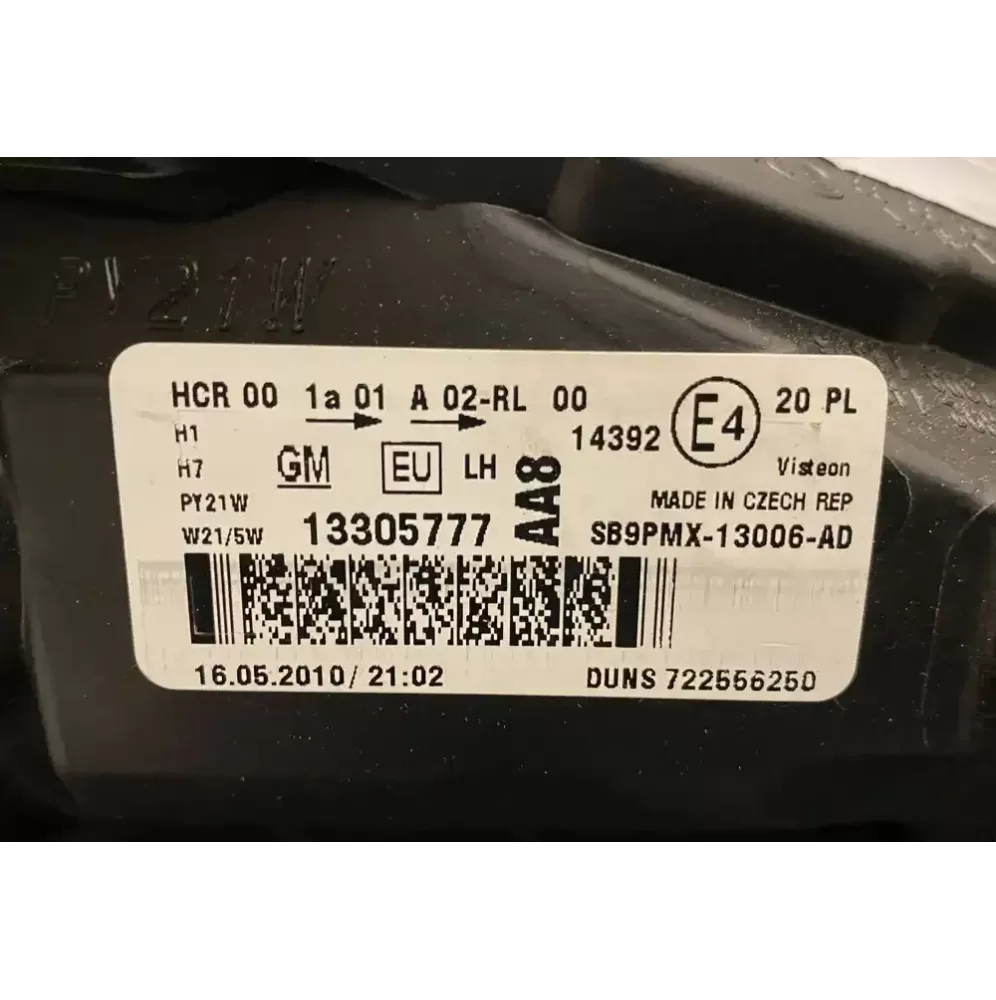 PY21W
HCR 00 1a 01 A 02-RL 00 14392 E4 20 PL
H1
H7 GM EU LH AA8 Visteon
PY21W MADE IN CZECH REP
W21/5W 13305777 SB9PMX-13006-AD
16.05.2010/ 21:02 DUNS 722556250